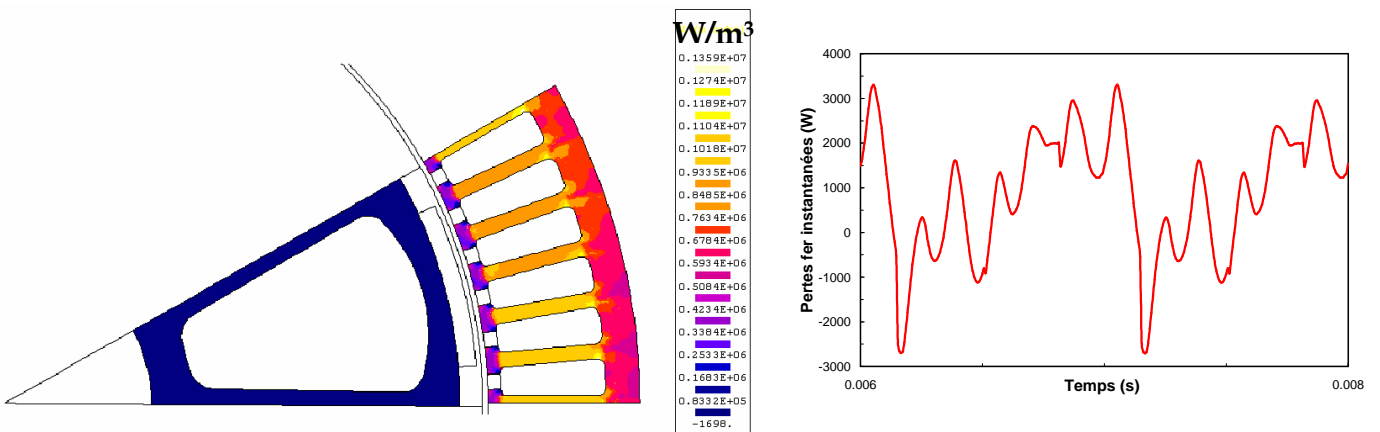 W/m³
0.1359E+07
0.1274E+07
0.1189E+07
0.1104E+07
0.1018E+07
0.9335E+06
0.8485E+06
0.7634E+06
0.6784E+06
0.5934E+06
0.5084E+06
0.4234E+06
0.3384E+06
0.2533E+06
0.1683E+06
0.8332E+05
-1698.
Pertes fer instantanées (W)
4000
3000
2000
1000
0
-1000
-2000
-3000
0.006
Temps (s)
0.008